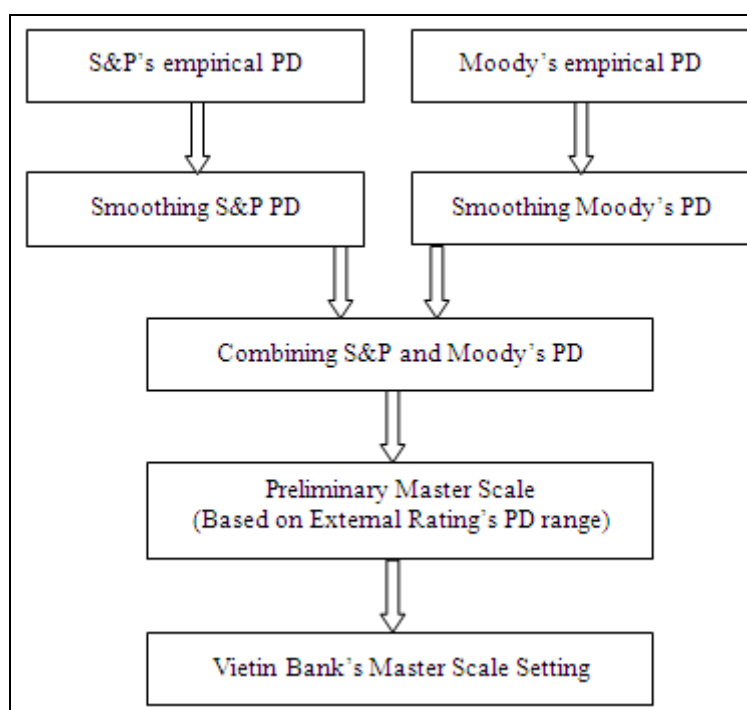 S&P's empirical PD
Moody's empirical PD
Smoothing S&P PD
Smoothing Moody's PD
Combining S&P and Moody's PD
Preliminary Master Scale
(Based on External Rating's PD range)
Vietin Bank's Master Scale Setting